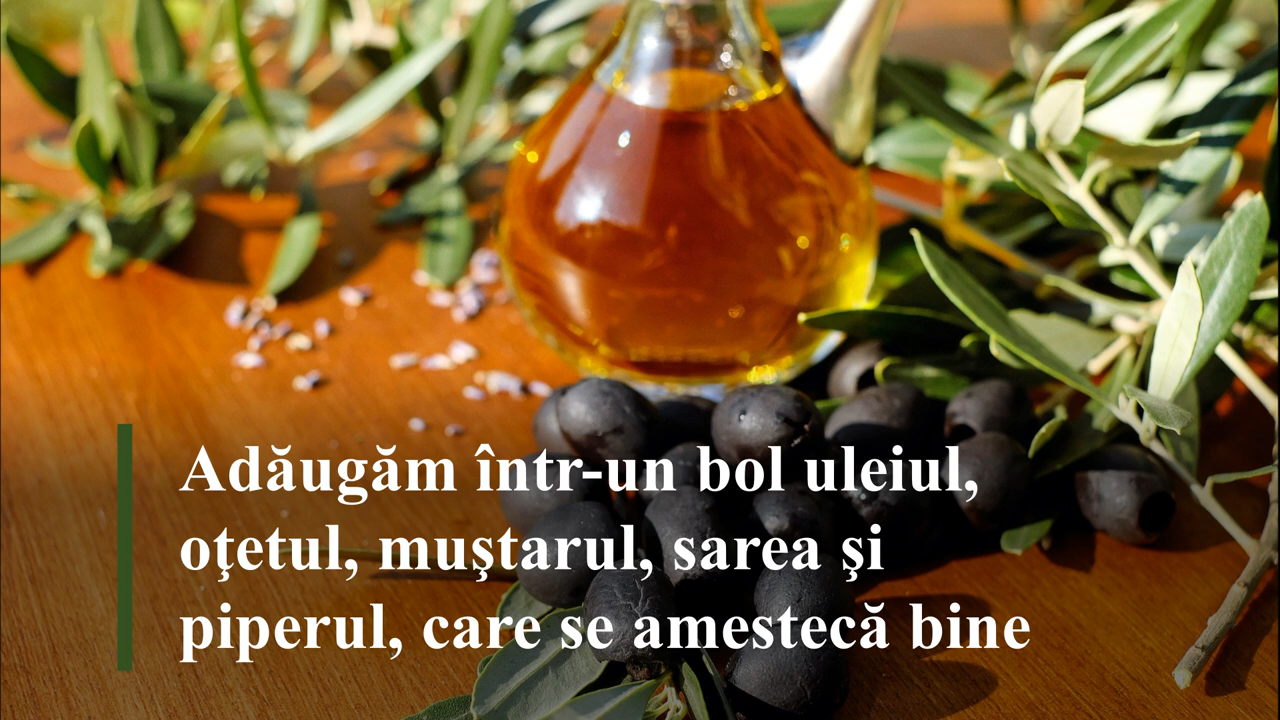 Adăugăm într-un bol uleiul,
oţetul, muştarul, sarea şi
piperul, care se amestecă bine